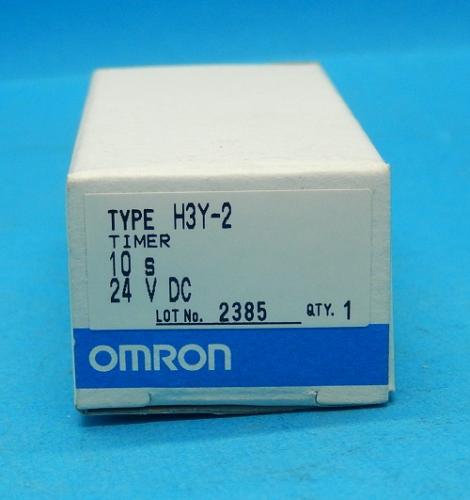 TYPE H3Y-2
TIMER
10 s
24 V DC
LOT No. 2385 QTY. 1
OMRON